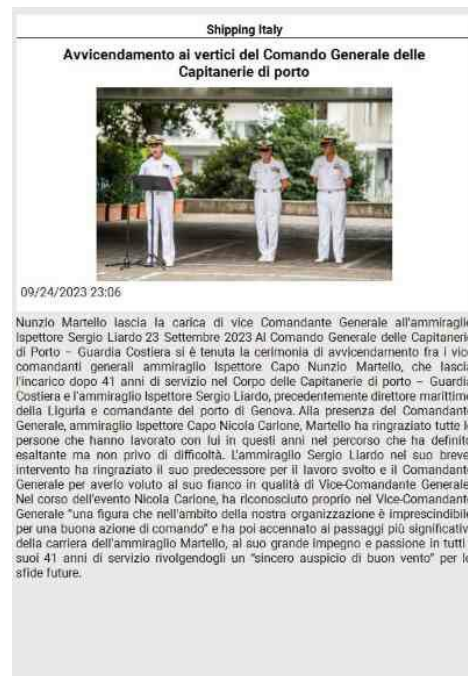 Shipping Italy
Avvicendamento ai vertici del Comando Generale delle
Capitanerie di porto
09/24/2023 23:06
Nunzio Martello lascia la carica di vice Comandante Generale all'ammiraglio
Ispettore Sergio Liardo 23 Settembre 2023 Al Comando Generale delle Capitanerie
di Porto – Guardia Costiera si è tenuta la cerimonia di avvicendamento fra i vice
comandanti generali ammiraglio Ispettore Capo Nunzio Martello, che lascia
l'incarico dopo 41 anni di servizio nel Corpo delle Capitanerie di porto – Guardia
Costiera e l'ammiraglio Ispettore Sergio Liardo, precedentemente direttore marittimo
della Liguria e comandante del porto di Genova. Alla presenza del Comandante
Generale, ammiraglio Ispettore Capo Nicola Carlone, Martello ha ringraziato tutte le
persone che hanno lavorato con lui in questi anni nel percorso che ha definito
esaltante ma non privo di difficoltà. L'ammiraglio Sergio Liardo nel suo breve
intervento ha ringraziato il suo predecessore per il lavoro svolto e il Comandante
Generale per averlo voluto al suo fianco in qualità di Vice-Comandante Generale.
Nel corso dell'evento Nicola Carlone, ha riconosciuto proprio nel Vice-Comandante
Generale "una figura che nell'ambito della nostra organizzazione è imprescindibile
per una buona azione di comando" e ha poi accennato ai passaggi più significativi
della carriera dell'ammiraglio Martello, al suo grande impegno e passione in tutti i
suoi 41 anni di servizio rivolgendogli un "sincero auspicio di buon vento" per le
sfide future.